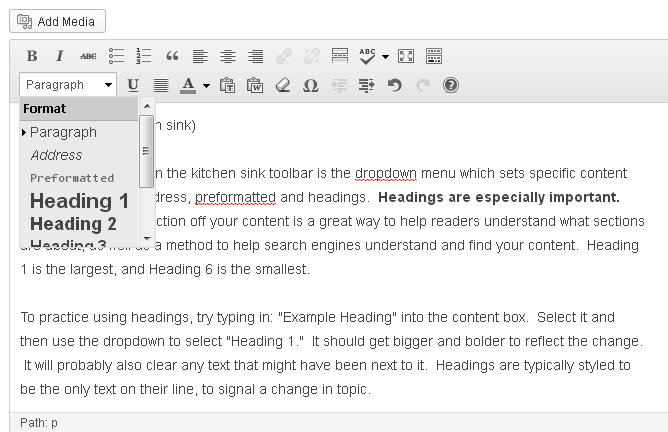 Add Media
B I ABC 1 2 3 “ ABC
Paragraph U A T W Ω ?
Format
Paragraph
Address
Preformatted
Heading 1
Heading 2
Heading 3
n sink)
n the kitchen sink toolbar is the dropdown menu which sets specific content
dress, preformatted and headings. Headings are especially important.
ction off your content is a great way to help readers understand what sections
a method to help search engines understand and find your content. Heading
1 is the largest, and Heading 6 is the smallest.
To practice using headings, try typing in: "Example Heading" into the content box. Select it and
then use the dropdown to select "Heading 1." It should get bigger and bolder to reflect the change.
It will probably also clear any text that might have been next to it. Headings are typically styled to
be the only text on their line, to signal a change in topic.
Path: p